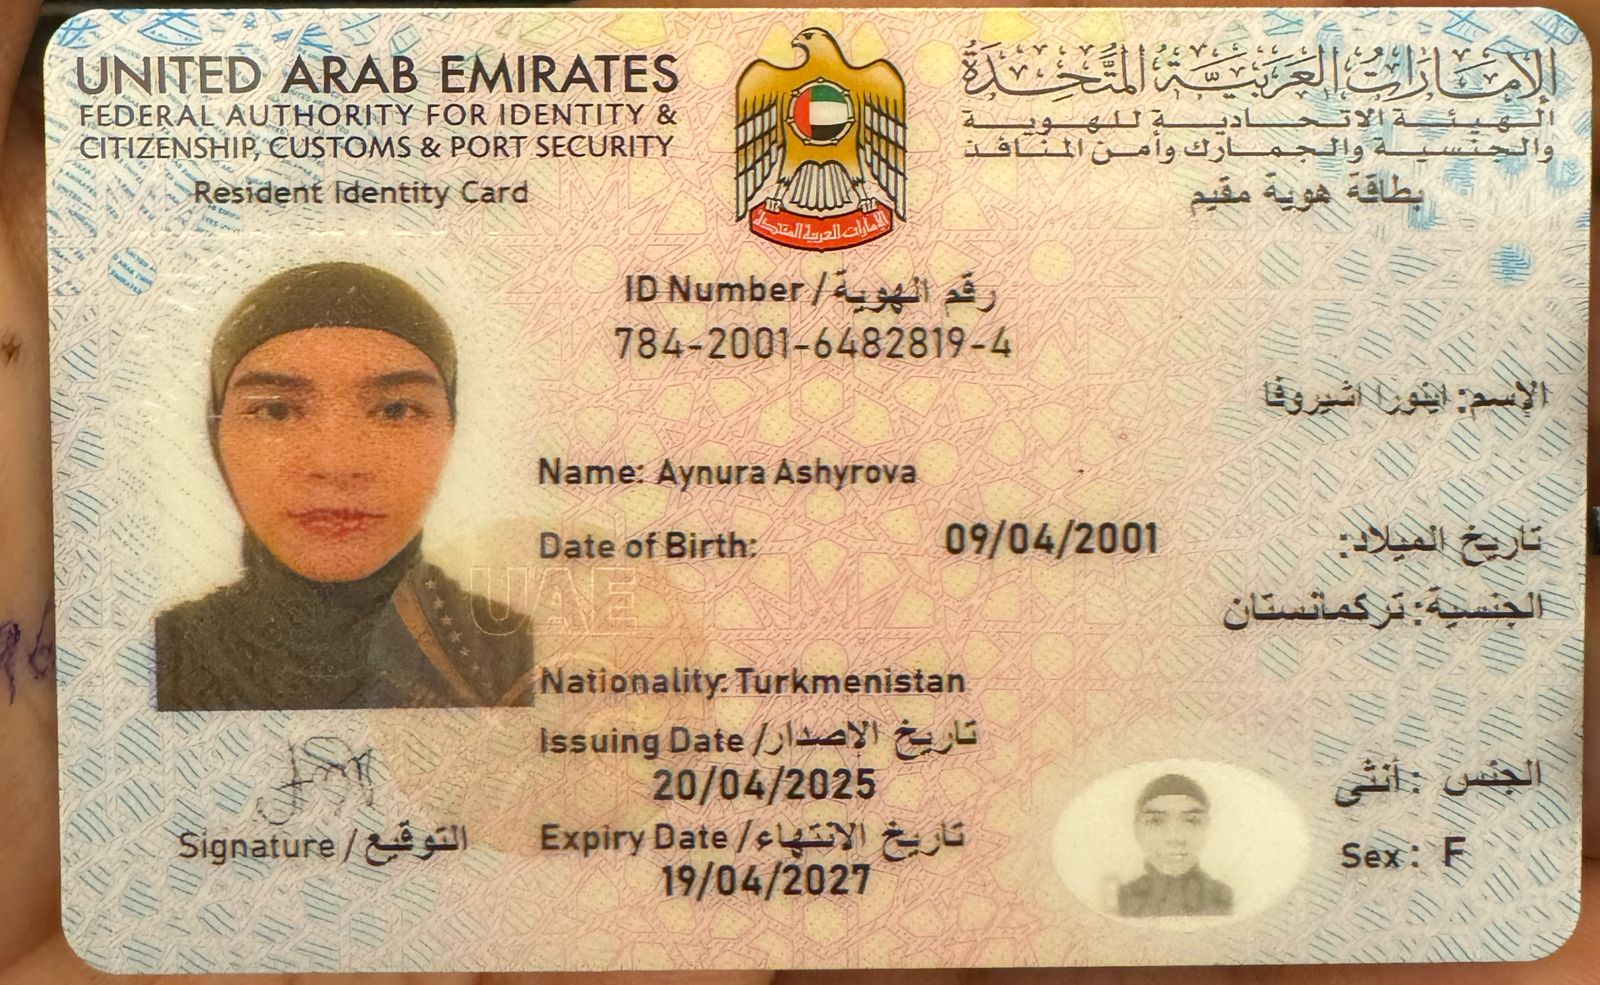 UNITED ARAB EMIRATES
الإمارات العربية المتحدة
FEDERAL AUTHORITY FOR IDENTITY &
الهيئة الاتحادية للهوية
CITIZENSHIP, CUSTOMS & PORT SECURITY
والجنسية والجمارك وأمن المنافذ
Resident Identity Card
بطاقة هوية مقيم
الإمارات العربية المتحدة
ID Number / رقم الهوية
784-2001-6482819-4
الإسم: اينورا اشيروفا
Name: Aynura Ashyrova
Date of Birth: 09/04/2001 تاريخ الميلاد:
UAE
الجنسية: تركمانستان
Nationality: Turkmenistan
Issuing Date / تاريخ الإصدار
20/04/2025
الجنس : أنثى
Signature / التوقيع
Expiry Date / تاريخ الانتهاء
Sex : F
19/04/2027